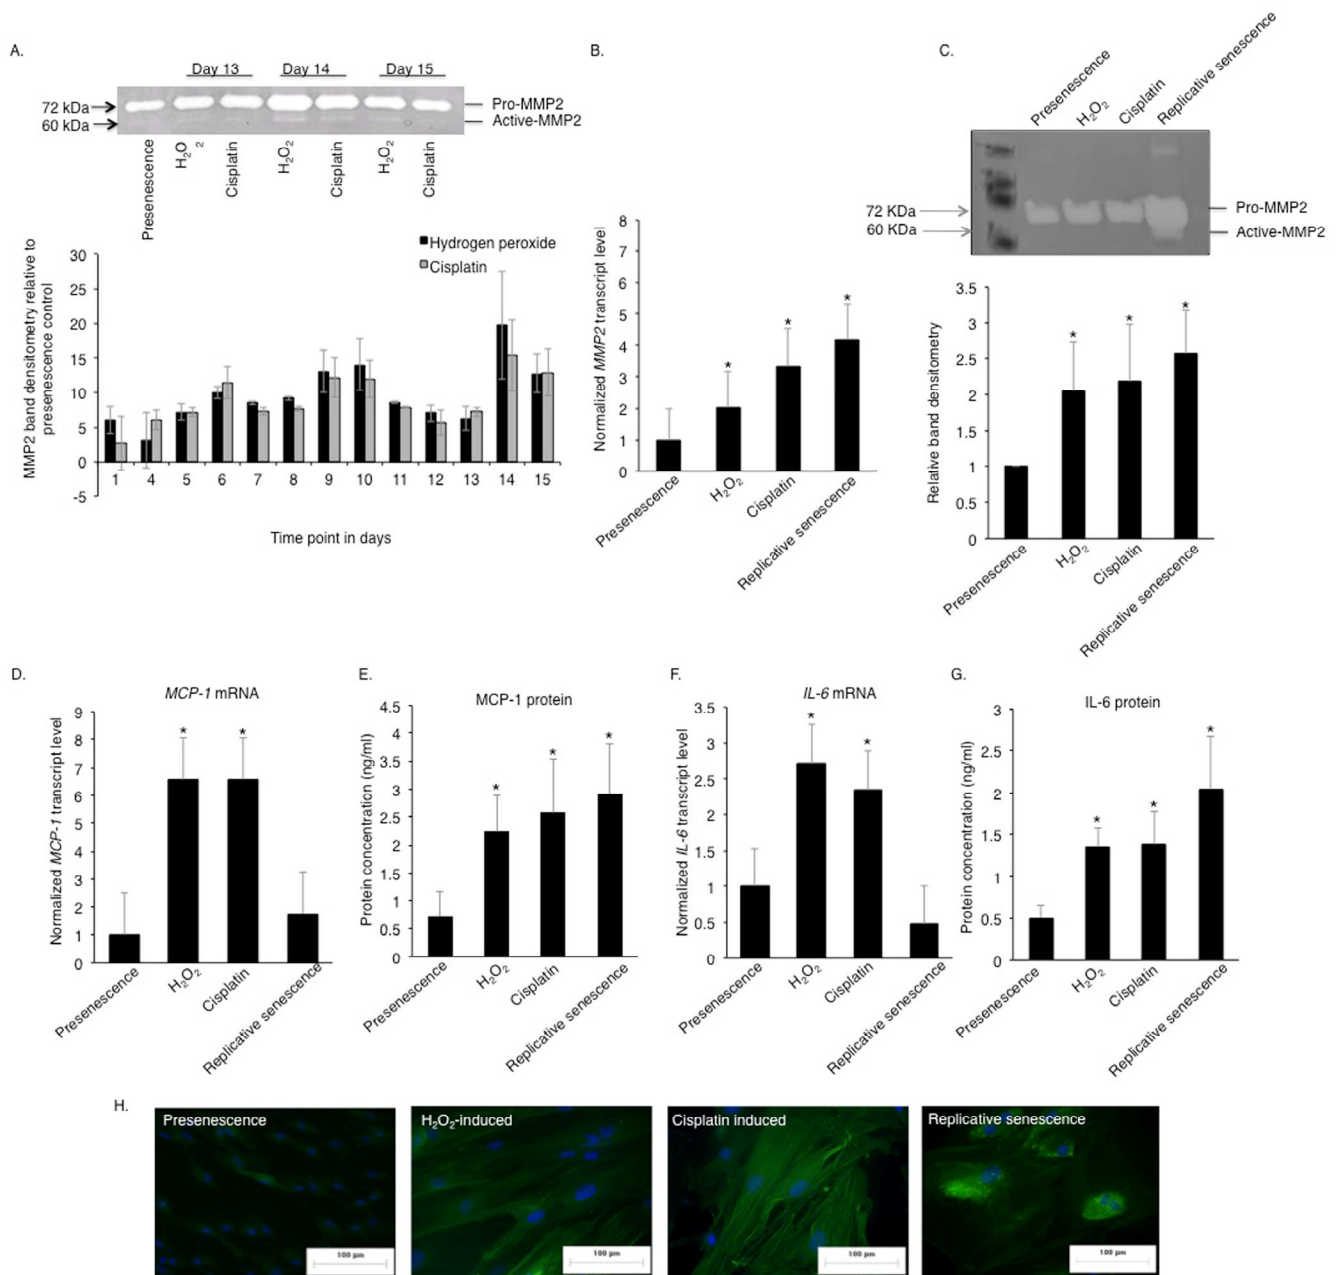 A.
Day 13 Day 14 Day 15
72 kDa
60 kDa
Pro-MMP2
Active-MMP2
Presenescence
H₂O ₂
Cisplatin
H₂O₂
Cisplatin
H₂O₂
Cisplatin
MMP2 band densitometry relative to
presenescence control
Hydrogen peroxide
Cisplatin
30
25
20
15
10
5
0
-5
1 4 5 6 7 8 9 10 11 12 13 14 15
Time point in days
B.
Normalized MMP2 transcript level
8
7
6
5
4
3
2
1
0
* * *
Presenescence
H₂O₂
Cisplatin
Replicative senescence
C.
Presenescence
H₂O₂
Cisplatin
Replicative senescence
72 KDa
60 KDa
Pro-MMP2
Active-MMP2
Relative band densitometry
3.5
3
2.5
2
1.5
1
0.5
0
* * *
Presenescence
H₂O₂
Cisplatin
Replicative senescence
D.
MCP-1 mRNA
Normalized MCP-1 transcript level
9
8
7
6
5
4
3
2
1
0
* *
Presenescence
H₂O₂
Cisplatin
Replicative senescence
E.
MCP-1 protein
Protein concentration (ng/ml)
4.5
4
3.5
3
2.5
2
1.5
1
0.5
0
* * *
Presenescence
H₂O₂
Cisplatin
Replicative senescence
F.
IL-6 mRNA
Normalized IL-6 transcript level
3.5
3
2.5
2
1.5
1
0.5
0
* *
Presenescence
H₂O₂
Cisplatin
Replicative senescence
G.
IL-6 protein
Protein concentration (ng/ml)
3
2.5
2
1.5
1
0.5
0
* * *
Presenescence
H₂O₂
Cisplatin
Replicative senescence
H.
Presenescence
100 µm
H₂O₂-induced
100 µm
Cisplatin induced
100 µm
Replicative senescence
100 µm